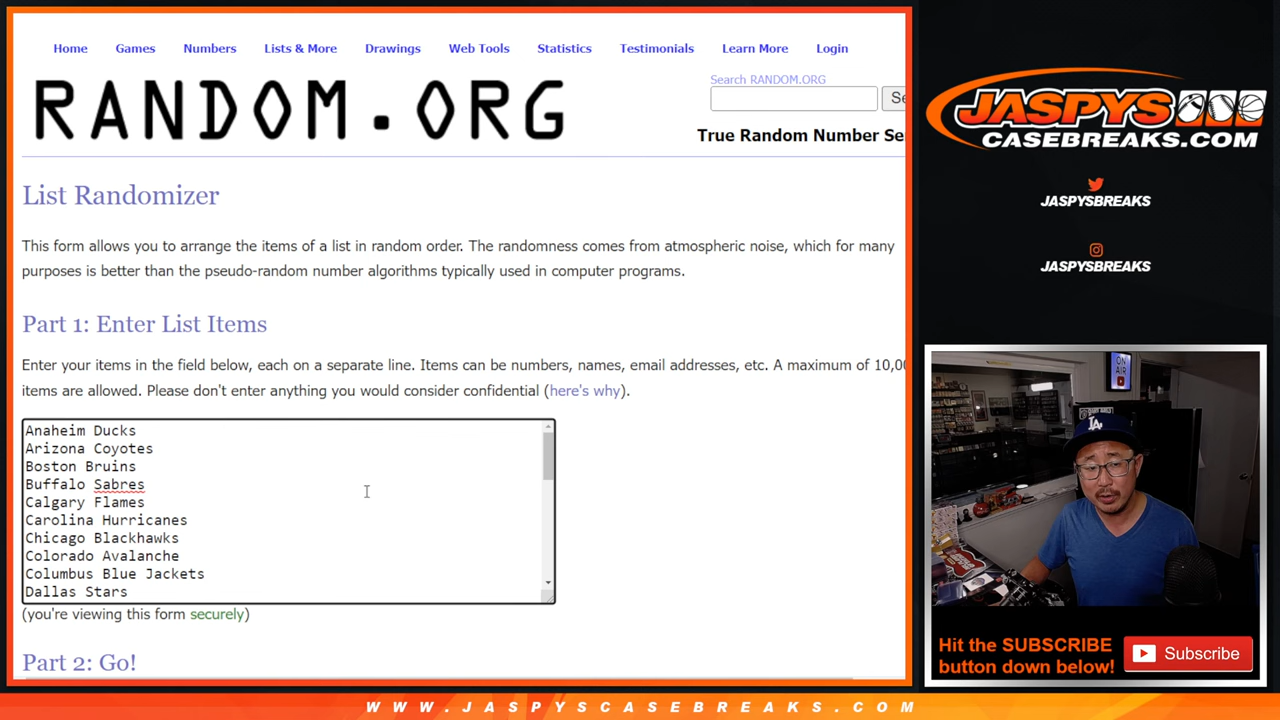 Home Games Numbers Lists & More Drawings Web Tools Statistics Testimonials Learn More Login
Search RANDOM.ORG
RANDOM.ORG
True Random Number Se
List Randomizer
This form allows you to arrange the items of a list in random order. The randomness comes from atmospheric noise, which for many
purposes is better than the pseudo-random number algorithms typically used in computer programs.
Part 1: Enter List Items
Enter your items in the field below, each on a separate line. Items can be numbers, names, email addresses, etc. A maximum of 10,00
items are allowed. Please don't enter anything you would consider confidential (here's why).
Anaheim Ducks
Arizona Coyotes
Boston Bruins
Buffalo Sabres
Calgary Flames
Carolina Hurricanes
Chicago Blackhawks
Colorado Avalanche
Columbus Blue Jackets
Dallas Stars
(you're viewing this form securely)
Part 2: Go!
JASPYS
CASEBREAKS.COM
JASPYSBREAKS
JASPYSBREAKS
ON
AIR
LA
Hit the SUBSCRIBE
button down below!
Subscribe
WWW.JASPYSCASEBREAKS.COM